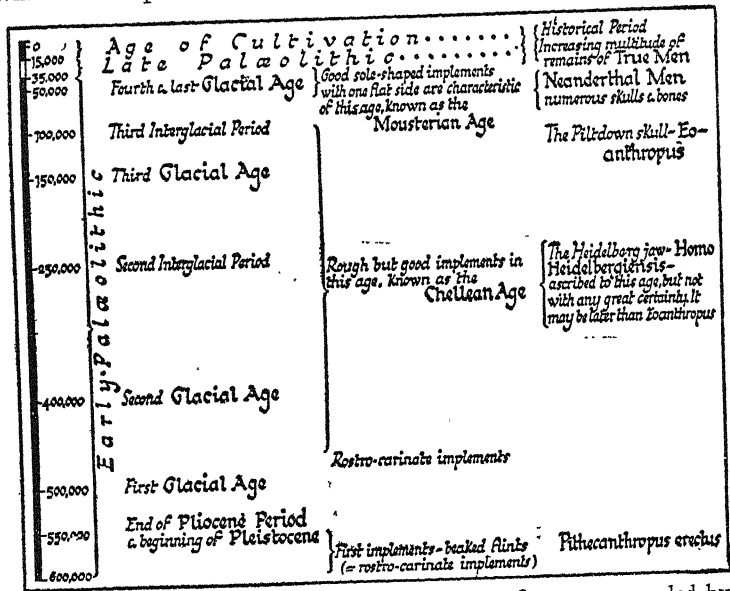 15,000
35,000
50,000
100,000
150,000
250,000
400,000
500,000
550,000
600,000
Early Palæolithic
Age of Cultivation
Late Palæolithic
Fourth & last Glacial Age
Third Interglacial Period
Third Glacial Age
Second Interglacial Period
Second Glacial Age
First Glacial Age
End of Pliocene Period
& beginning of Pleistocene
Good sole-shaped implements
with one flat side are characteristic
of this age, known as the
Mousterian Age
Rough but good implements in
this age, known as the
Chellean Age
Rostro-carinate implements
First implements - beaked flints
(= rostro-carinate implements)
Historical Period
Increasing multitude of
remains of True Men
Neanderthal Men
numerous skulls & bones
The Piltdown skull - Eo-
anthropus
The Heidelberg jaw - Homo
Heidelbergiensis -
ascribed to this age, but not
with any great certainty. It
may be later than Eoanthropus
Pithecanthropus erectus